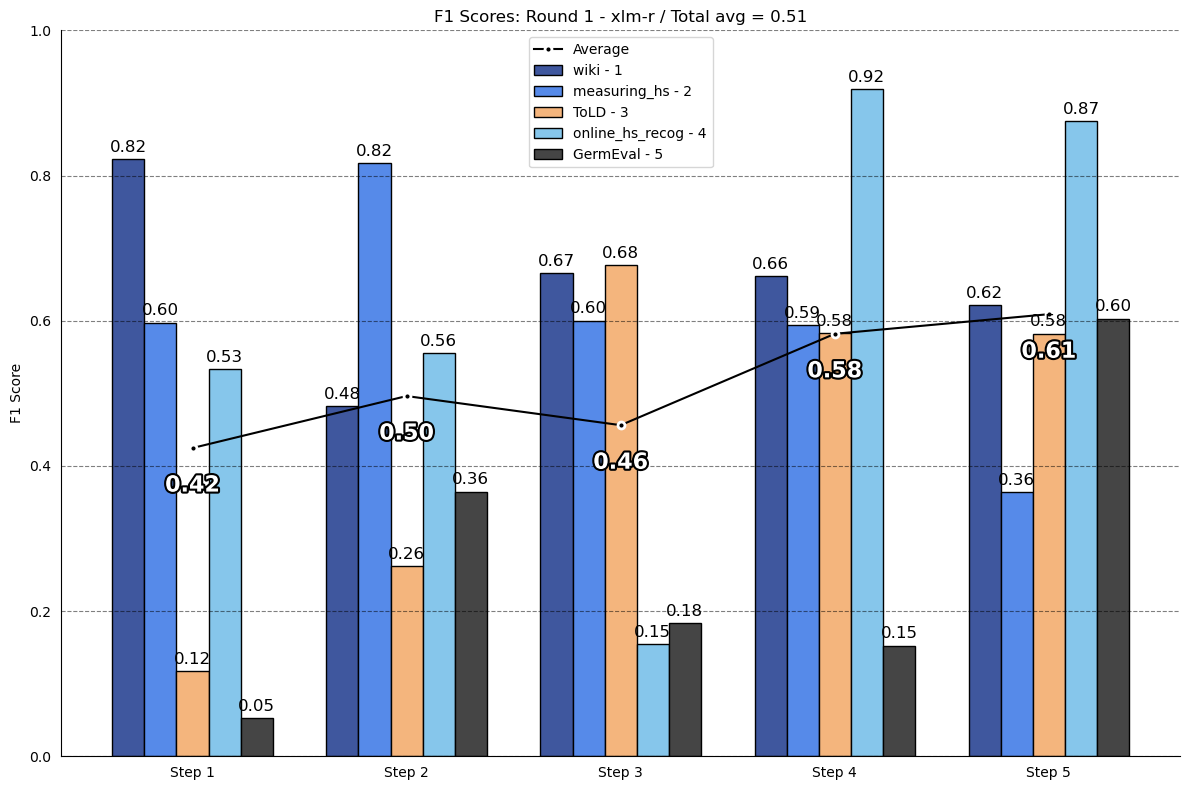 F1 Scores: Round 1 - xlm-r / Total avg = 0.51
Average
wiki - 1
measuring_hs - 2
ToLD - 3
online_hs_recog - 4
GermEval - 5
F1 Score
1.0
0.8
0.6
0.4
0.2
0.0
0.82
0.60
0.12
0.53
0.05
0.42
0.48
0.82
0.26
0.56
0.36
0.50
0.67
0.60
0.68
0.15
0.18
0.46
0.66
0.59
0.58
0.92
0.15
0.58
0.62
0.36
0.58
0.87
0.60
0.61
Step 1
Step 2
Step 3
Step 4
Step 5